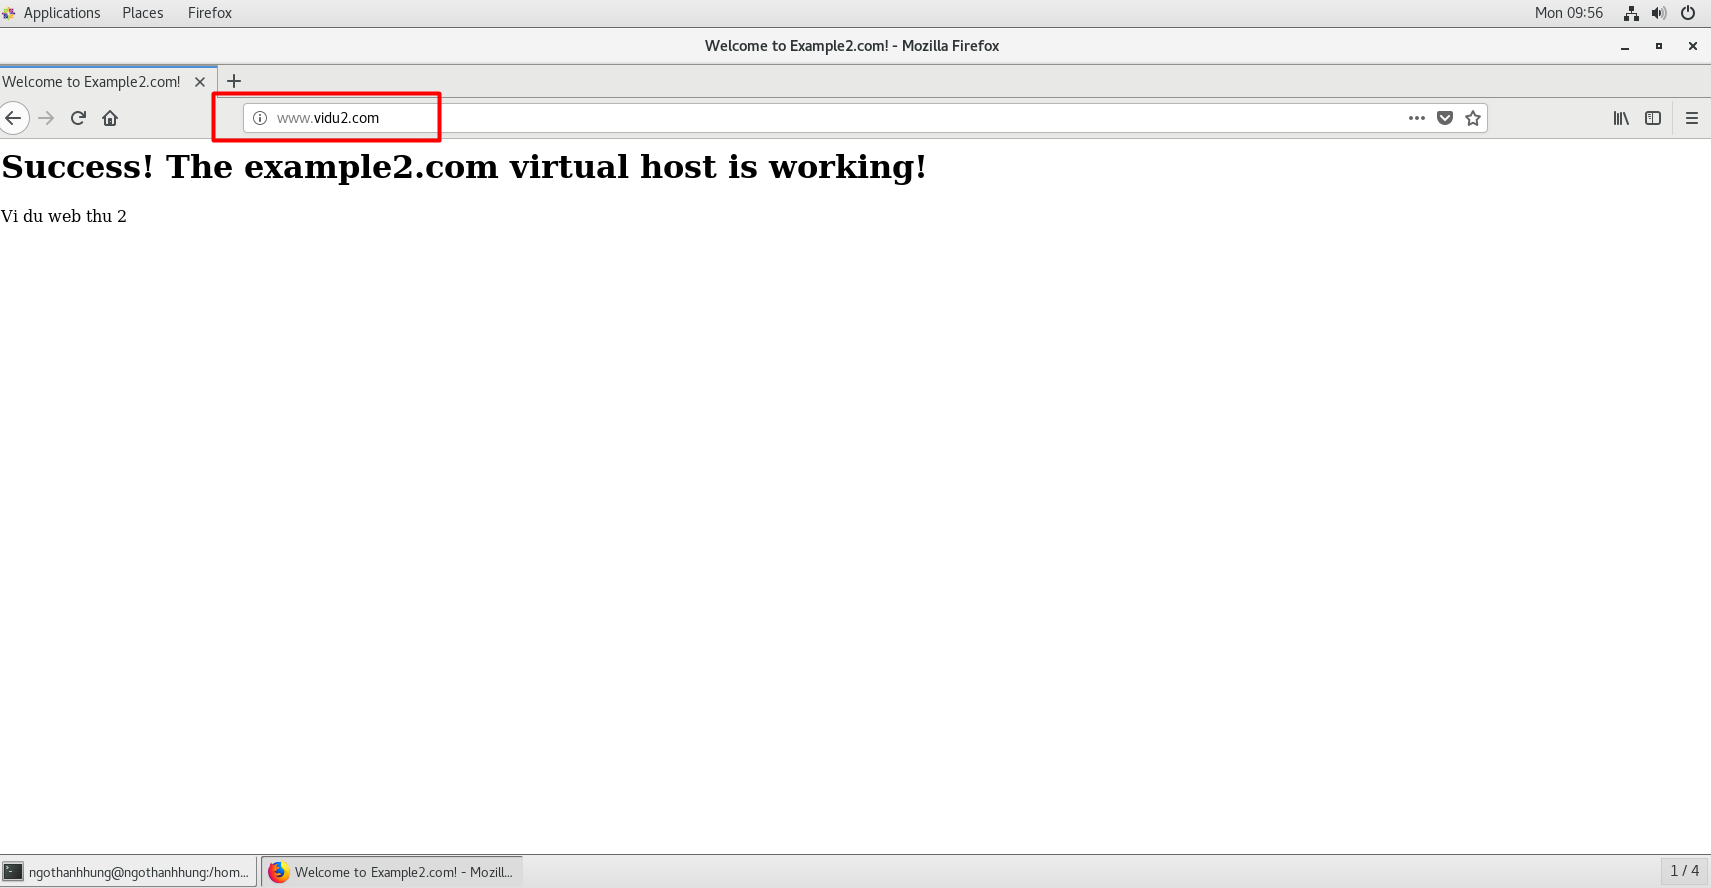 Applications Places Firefox Mon 09:56
Welcome to Example2.com! - Mozilla Firefox
Welcome to Example2.com!
www.vidu2.com
Success! The example2.com virtual host is working!
Vi du web thu 2
ngothanhhung@ngothanhhung:/hom... Welcome to Example2.com! - Mozill... 1 / 4